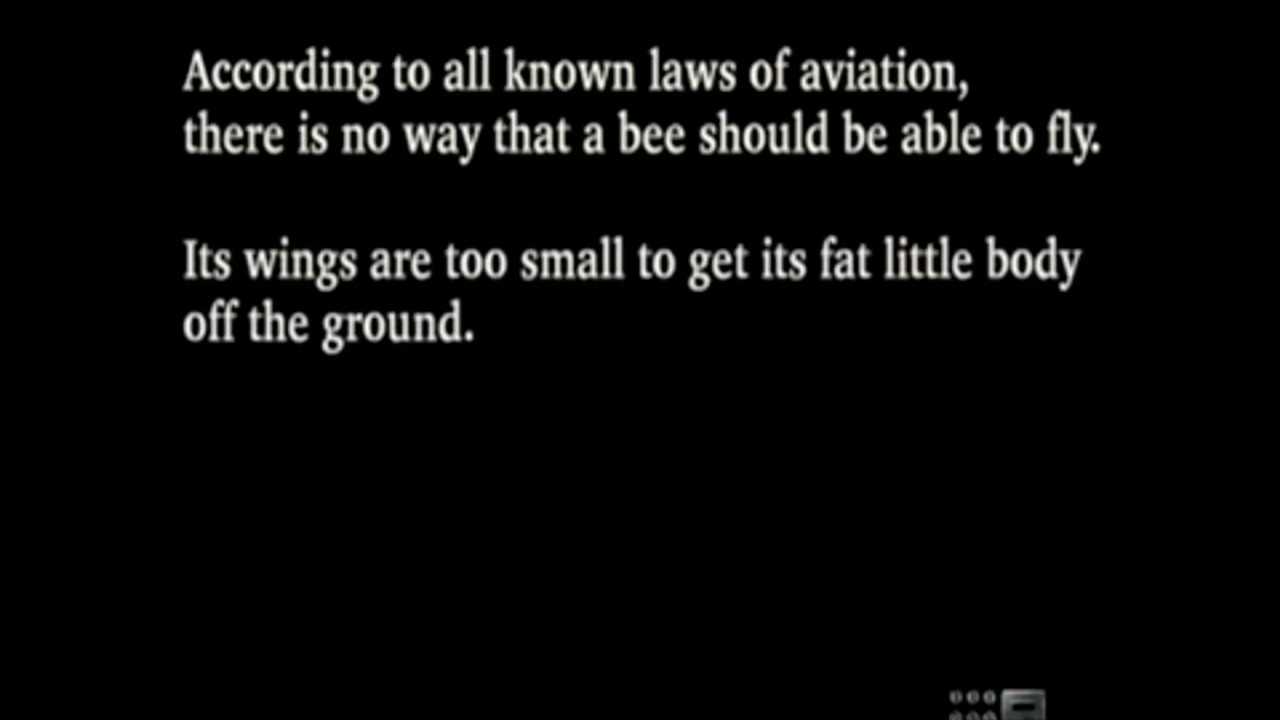 According to all known laws of aviation,
there is no way that a bee should be able to fly.
Its wings are too small to get its fat little body
off the ground.